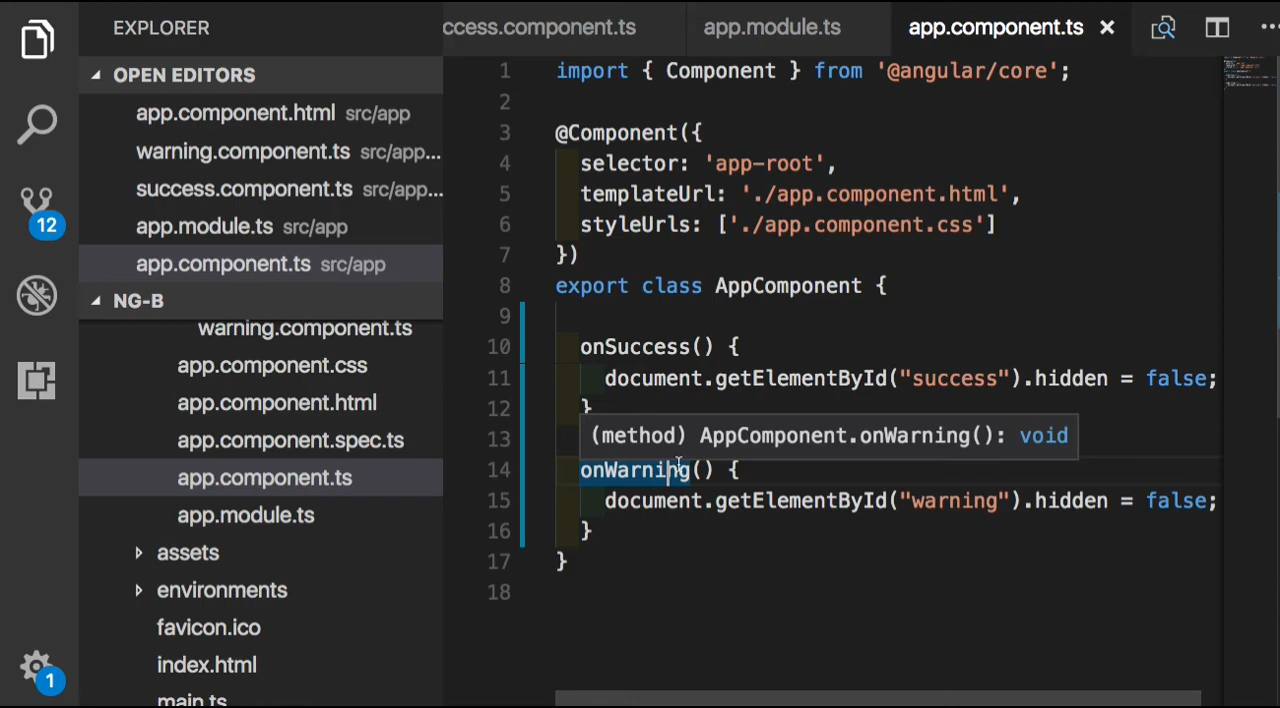 EXPLORER
OPEN EDITORS
app.component.html src/app
warning.component.ts src/app...
success.component.ts src/app...
app.module.ts src/app
app.component.ts src/app
NG-B
warning.component.ts
app.component.css
app.component.html
app.component.spec.ts
app.component.ts
app.module.ts
assets
environments
favicon.ico
index.html
main.ts
12
1
ccess.component.ts app.module.ts app.component.ts ×
1 import { Component } from '@angular/core';
2
3 @Component({
4 selector: 'app-root',
5 templateUrl: './app.component.html',
6 styleUrls: ['./app.component.css']
7 })
8 export class AppComponent {
9
10 onSuccess() {
11 document.getElementById("success").hidden = false;
12 }
13 (method) AppComponent.onWarning(): void
14 onWarning() {
15 document.getElementById("warning").hidden = false;
16 }
17 }
18